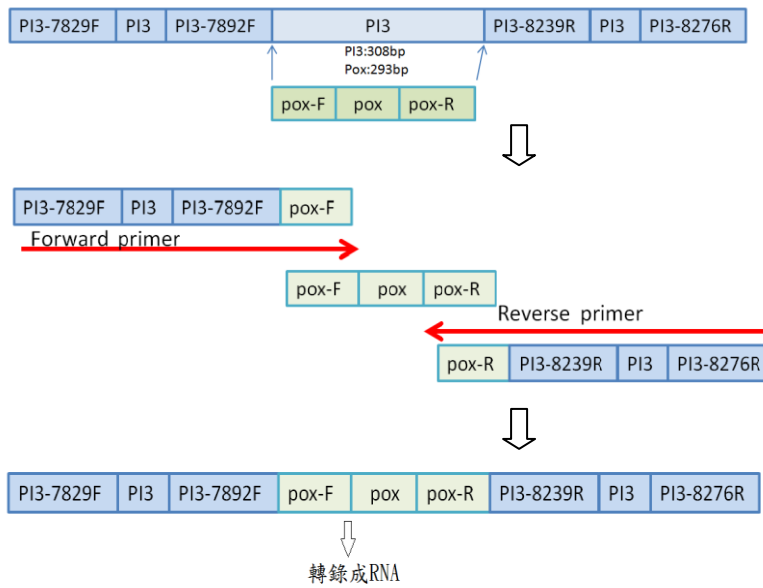 PI3-7829F PI3 PI3-7892F PI3 PI3-8239R PI3 PI3-8276R
PI3:308bp
Pox:293bp
pox-F pox pox-R
PI3-7829F PI3 PI3-7892F pox-F
Forward primer
pox-F pox pox-R
Reverse primer
pox-R PI3-8239R PI3 PI3-8276R
PI3-7829F PI3 PI3-7892F pox-F pox pox-R PI3-8239R PI3 PI3-8276R
轉錄成RNA